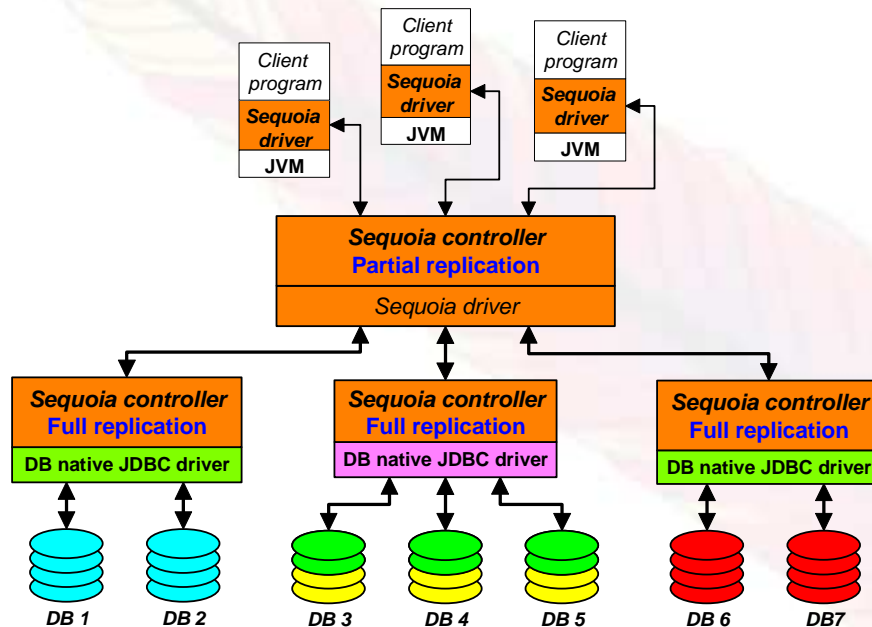 Client
program
Sequoia
driver
JVM
Client
program
Sequoia
driver
JVM
Client
program
Sequoia
driver
JVM
Sequoia controller
Partial replication
Sequoia driver
Sequoia controller
Full replication
DB native JDBC driver
Sequoia controller
Full replication
DB native JDBC driver
Sequoia controller
Full replication
DB native JDBC driver
DB 1
DB 2
DB 3
DB 4
DB 5
DB 6
DB7